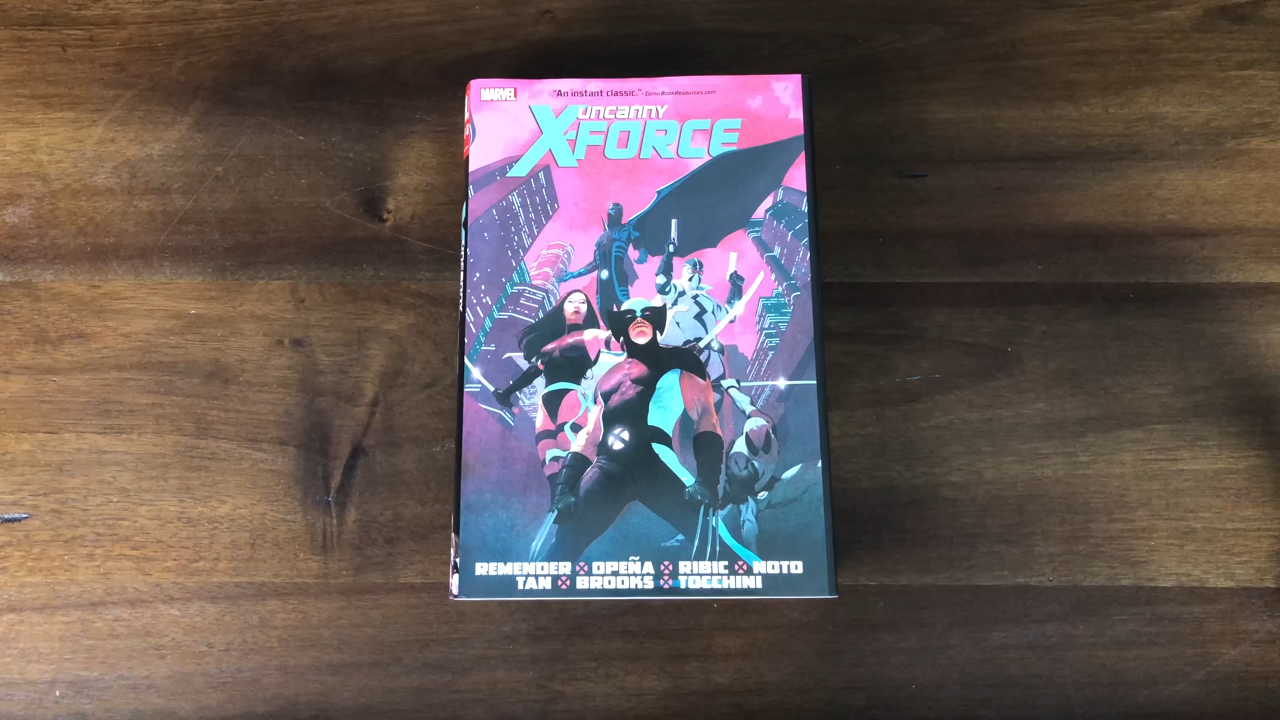 MARVEL
"An instant classic." - ComicBookResources.com
UNCANNY
X-FORCE
REMENDER OPEÑA RIBIC NOTO
TAN BROOKS TOCCHINI